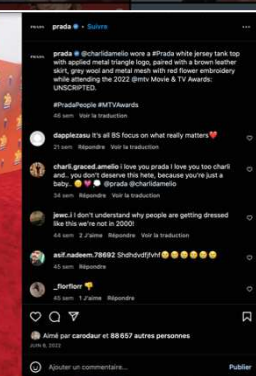 prada • Suivre
prada @charlidamelio wore a #Prada white jersey tank top
with applied metal triangle logo, paired with a brown leather
skirt, grey wool and metal mesh with red flower embroidery
while attending the 2022 @mtv Movie & TV Awards:
UNSCRIPTED.
#PradaPeople #MTVAwards
46 sem Voir la traduction
dapplezasu It's all BS focus on what really matters❤️
21 sem Répondre Voir la traduction
charli.graced.amelio i love you prada I love you too charli
and.. you don't deserve this hete, because you're just a
baby.. @prada @charlidamelio
34 sem Répondre Voir la traduction
jewc.i I don't understand why people are getting dressed
like this we're not in 2000!
44 sem 2 J'aime Répondre Voir la traduction
asif.nadeem.78692 Shdhdvdfjfvhf
45 sem Répondre
_fiorfiorr 👎
45 sem 1 J'aime Répondre
Aimé par carodaur et 88 657 autres personnes
JUIN 6, 2022
Ajouter un commentaire...
Publier